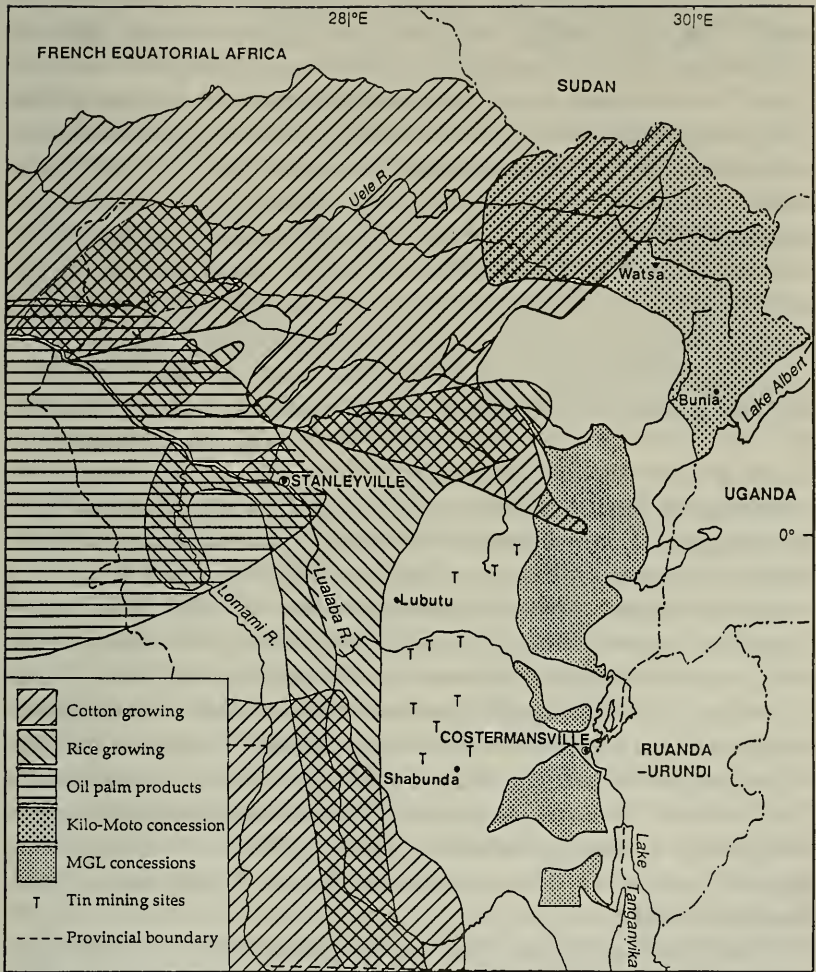 28°E
30°E
FRENCH EQUATORIAL AFRICA
SUDAN
Uele R.
Watsa
Bunia
Lake Albert
STANLEYVILLE
UGANDA
0°
Lubutu
Lomami R.
Lualaba R.
T T
T
T T T
T T
T
T T
COSTERMANSVILLE
Shabunda
RUANDA
-URUNDI
Lake
Tanganyika
Cotton growing
Rice growing
Oil palm products
Kilo-Moto concession
MGL concessions
T Tin mining sites
Provincial boundary